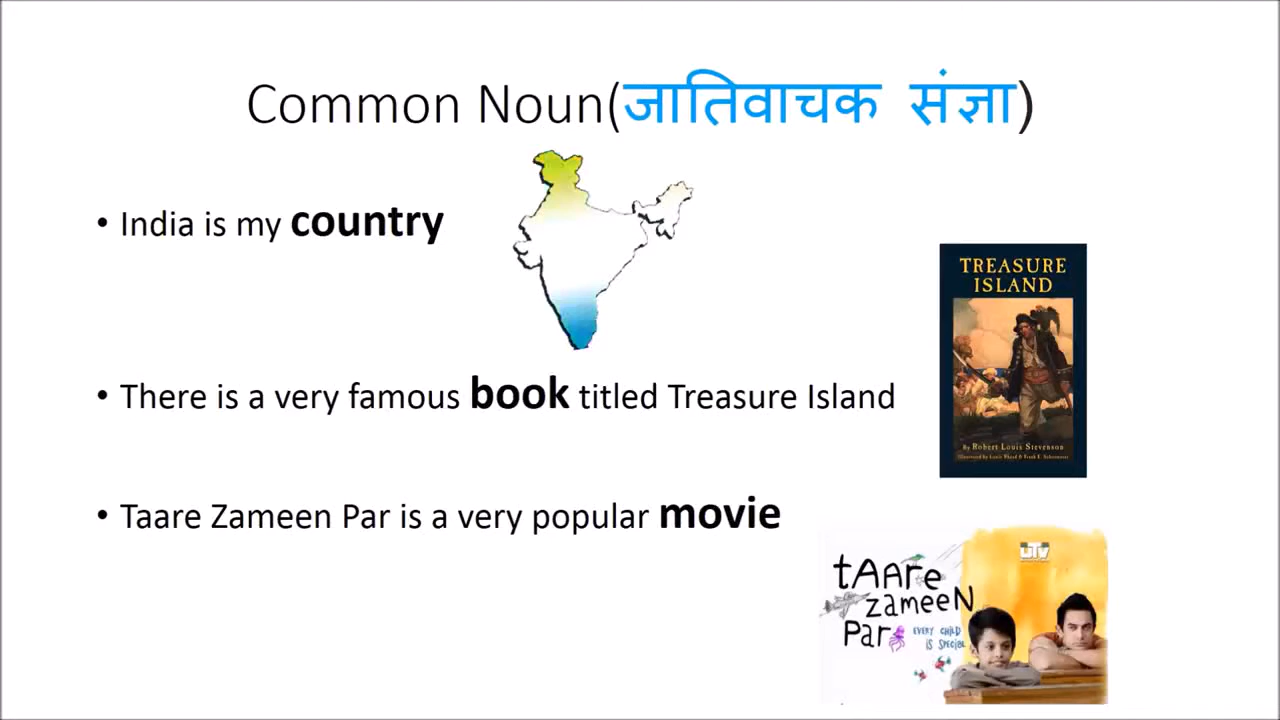 Common Noun(जातिवाचक संज्ञा)
• India is my country
TREASURE
ISLAND
• There is a very famous book titled Treasure Island
By Robert Louis Stevenson
• Taare Zameen Par is a very popular movie
UTV
tAAre
zameeN
Par
EVERY CHILD
IS SPECIAL